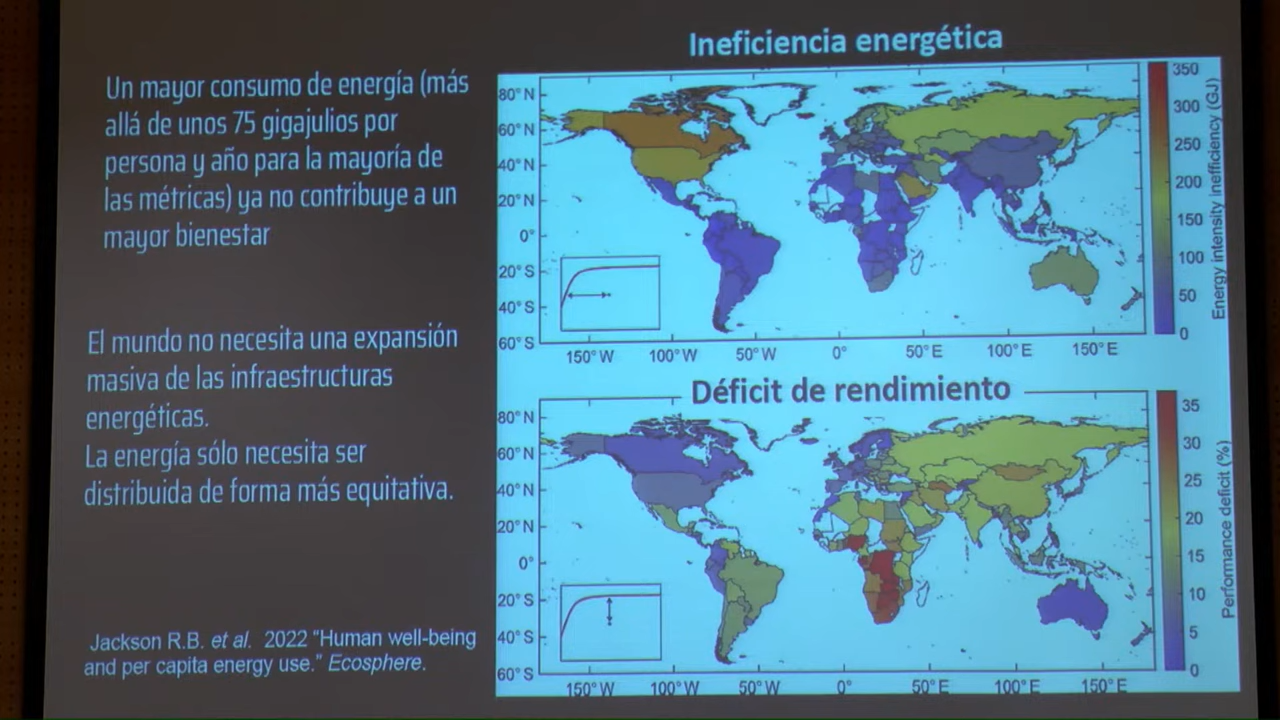 Un mayor consumo de energía (más
allá de unos 75 gigajulios por
persona y año para la mayoría de
las métricas) ya no contribuye a un
mayor bienestar
El mundo no necesita una expansión
masiva de las infraestructuras
energéticas.
La energía sólo necesita ser
distribuida de forma más equitativa.
Jackson R.B. et al. 2022 “Human well-being
and per capita energy use.” Ecosphere.
Ineficiencia energética
80° N
60° N
40° N
20° N
0°
20° S
40° S
60° S
150° W
100° W
50° W
0°
50° E
100° E
150° E
350
300
250
200
150
100
50
0
Energy intensity inefficiency (GJ)
Déficit de rendimiento
80° N
60° N
40° N
20° N
0°
20° S
40° S
60° S
150° W
100° W
50° W
0°
50° E
100° E
150° E
35
30
25
20
15
10
5
0
Performance deficit (%)